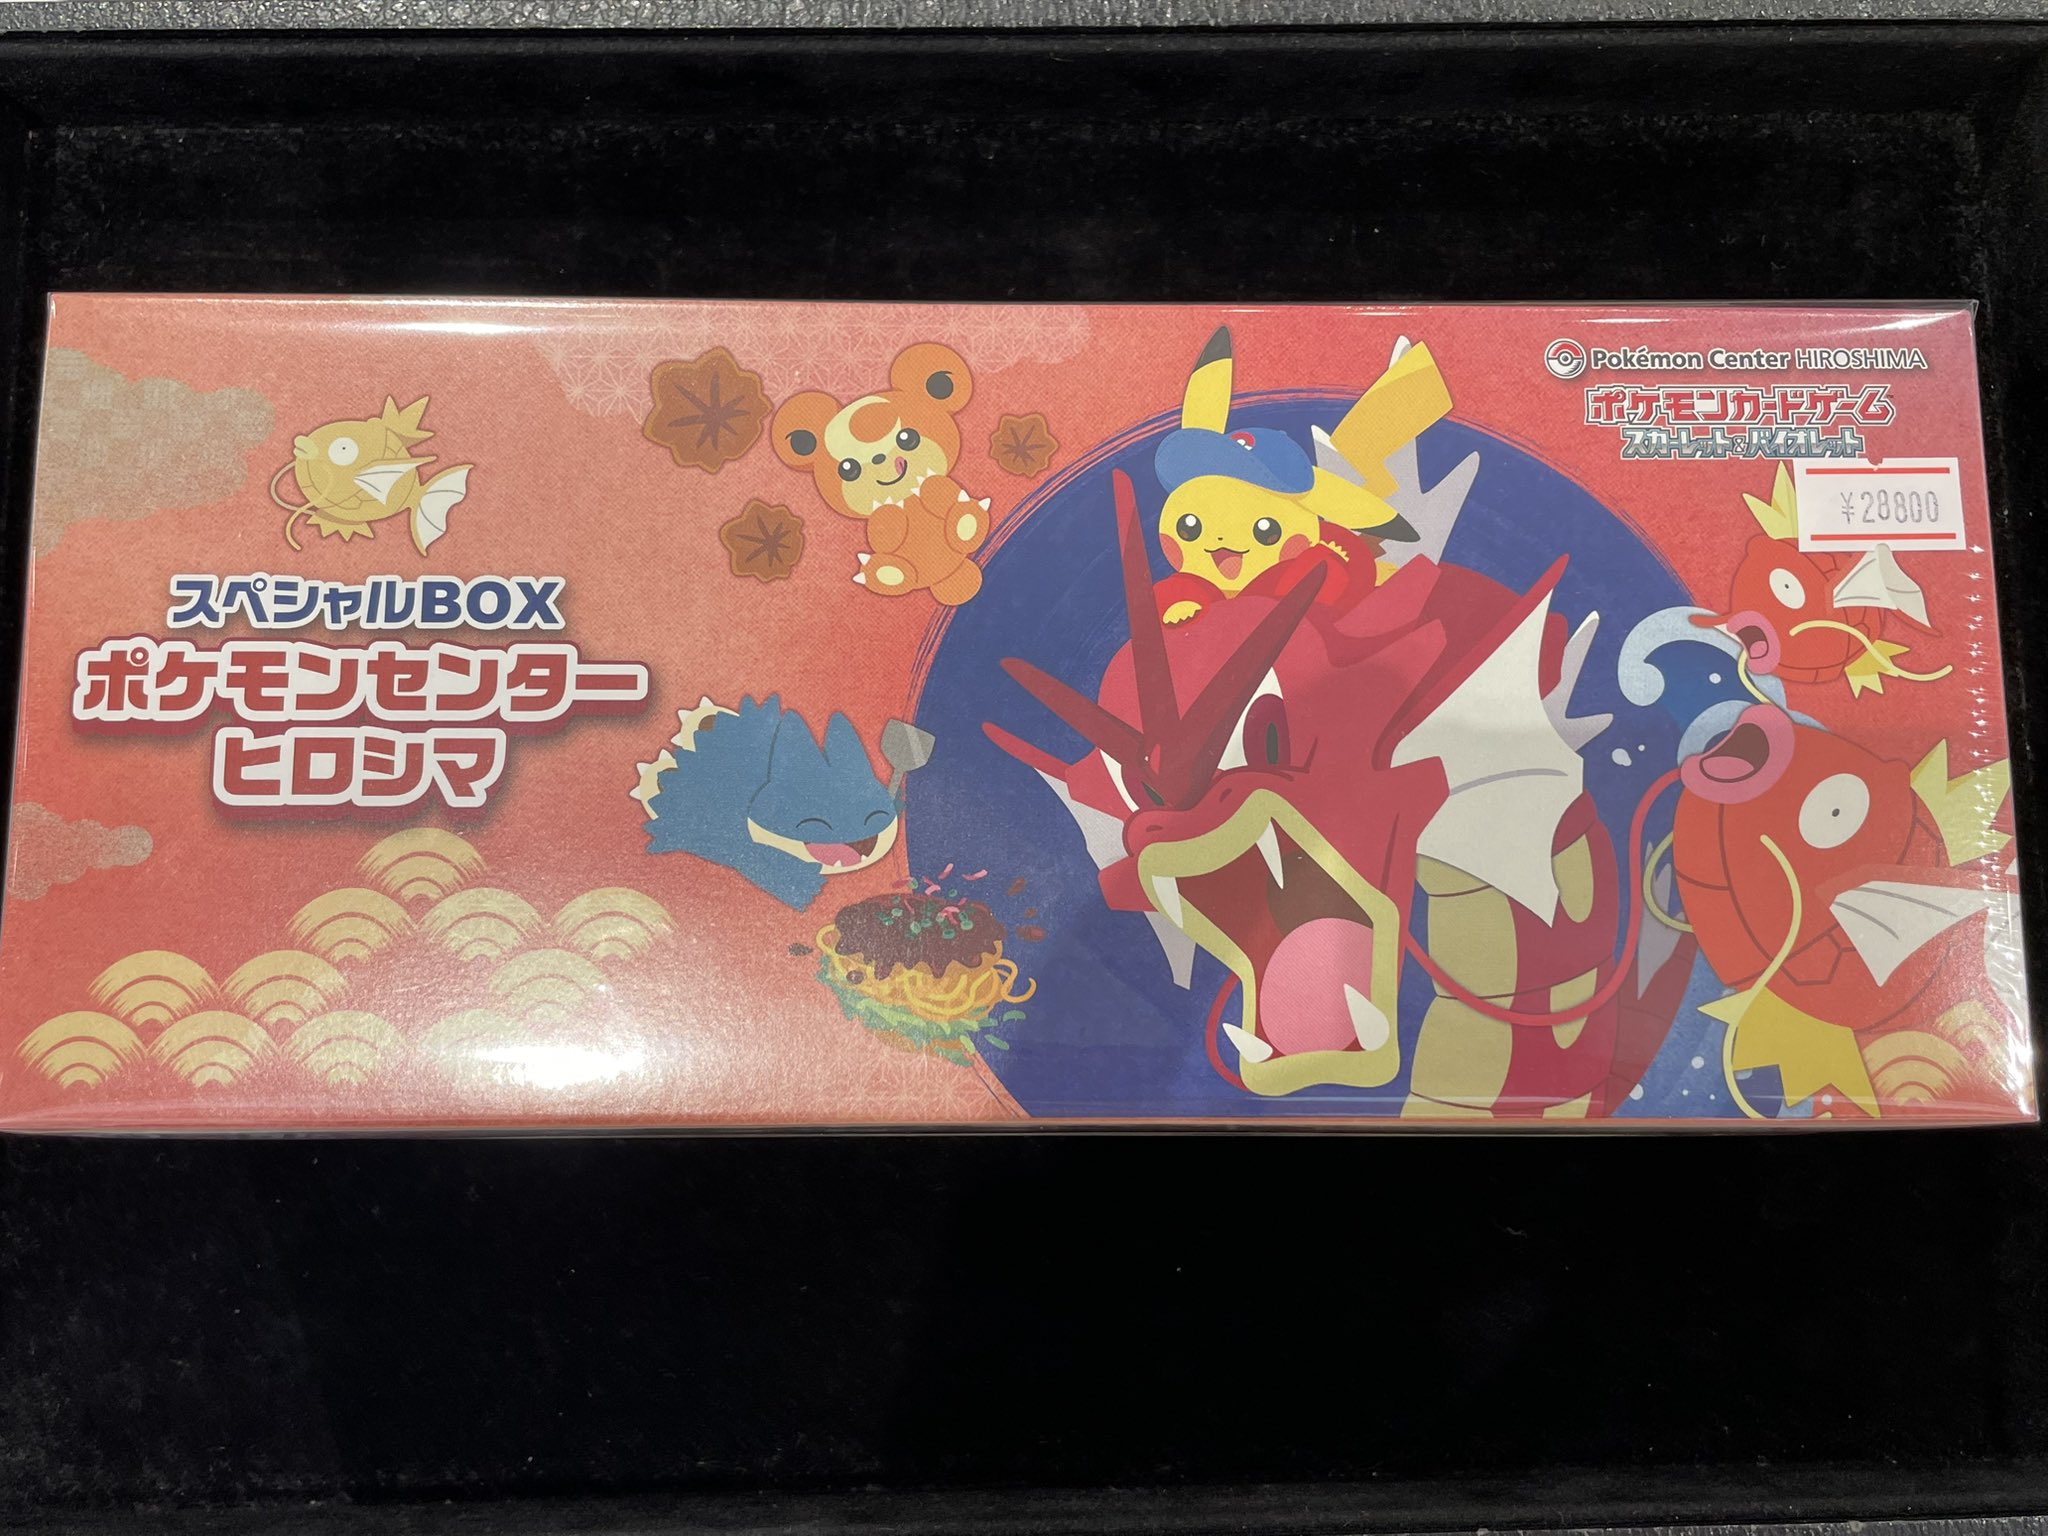 Pokémon Center HIROSHIMA
ポケモンカードゲーム
スカーレット&バイオレット
¥28800
スペシャルBOX
ポケモンセンター
ヒロシマ